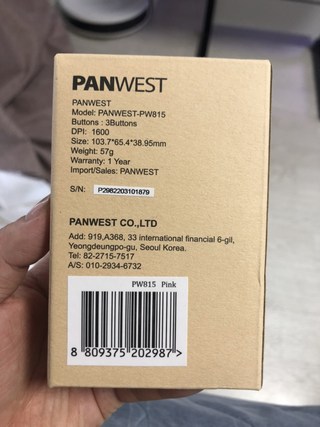 PANWEST
PANWEST
Model: PANWEST-PW815
Buttons : 3Buttons
DPI: 1600
Size: 103.7*65.4*38.95mm
Weight: 57g
Warranty: 1 Year
Import/Sales: PANWEST
S/N: P2982203101879
PANWEST CO.,LTD
Add: 919,A368, 33 international financial 6-gil,
Yeongdeungpo-gu, Seoul Korea.
Tel: 82-2715-7517
A/S: 010-2934-6732
PW815 Pink
8 809375 202987 >